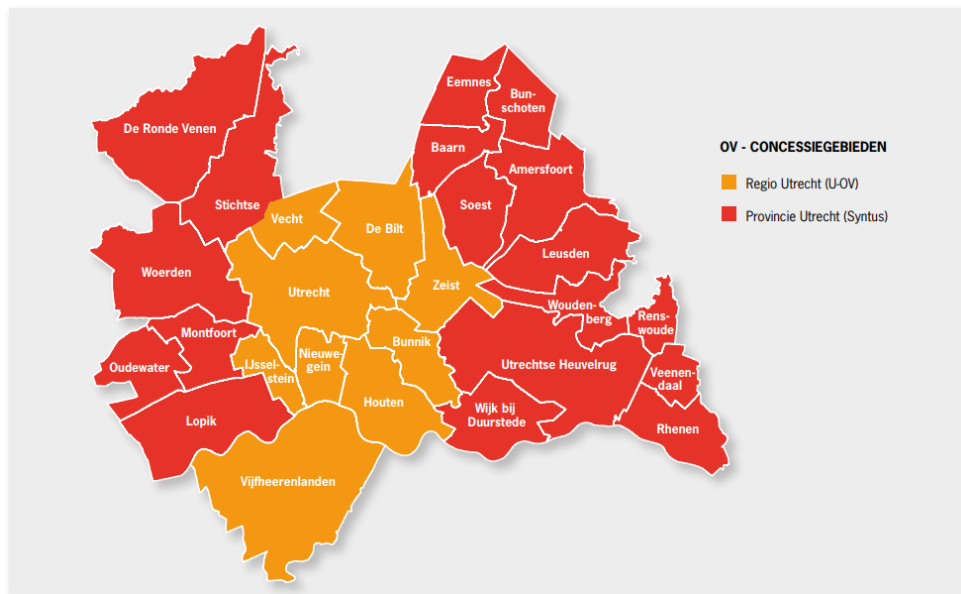 Eemnes
Bun-
schoten
De Ronde Venen
Baarn
Amersfoort
Stichtse
Vecht
Soest
De Bilt
Leusden
Woerden
Utrecht
Zeist
Wouden-
berg
Rens-
woude
Montfoort
Oudewater
IJssel-
stein
Nieuwe-
gein
Bunnik
Utrechtse Heuvelrug
Veenen-
daal
Lopik
Houten
Wijk bij
Duurstede
Rhenen
Vijfheerenlanden
OV - CONCESSIEGEBIEDEN
Regio Utrecht (U-OV)
Provincie Utrecht (Syntus)